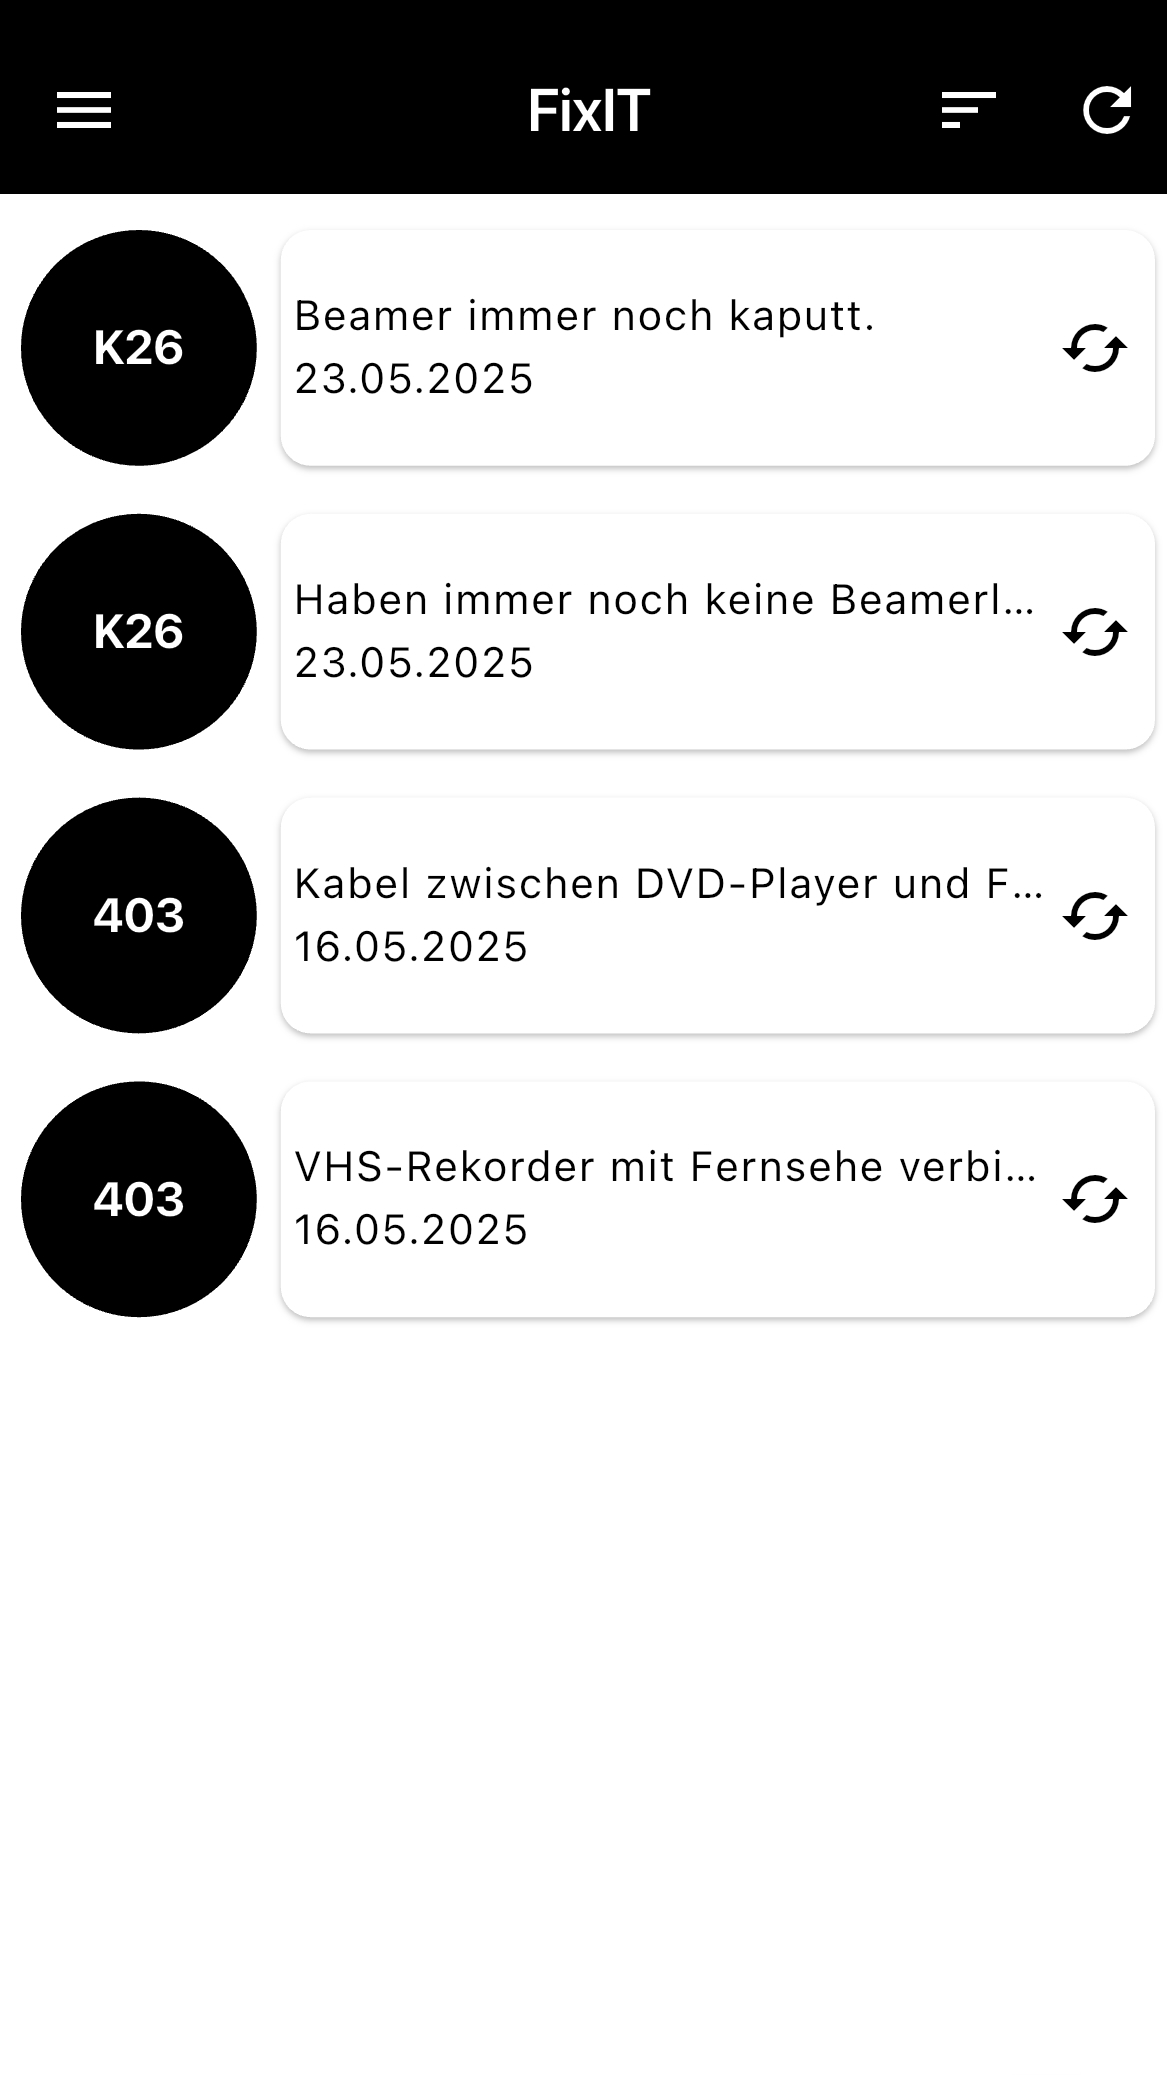 FixIT
K26
Beamer immer noch kaputt.
23.05.2025
K26
Haben immer noch keine Beamerl...
23.05.2025
403
Kabel zwischen DVD-Player und F...
16.05.2025
403
VHS-Rekorder mit Fernsehe verbi...
16.05.2025